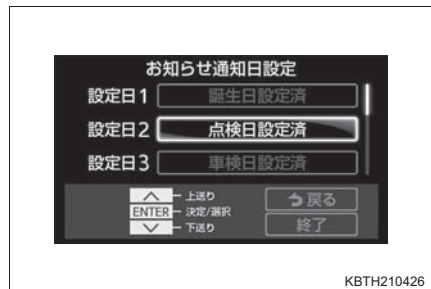 お知らせ通知日設定
設定日1 誕生日設定済
設定日2 点検日設定済
設定日3 車検日設定済
上送り
ENTER 決定/選択
下送り
戻る
終了
KBTH210426